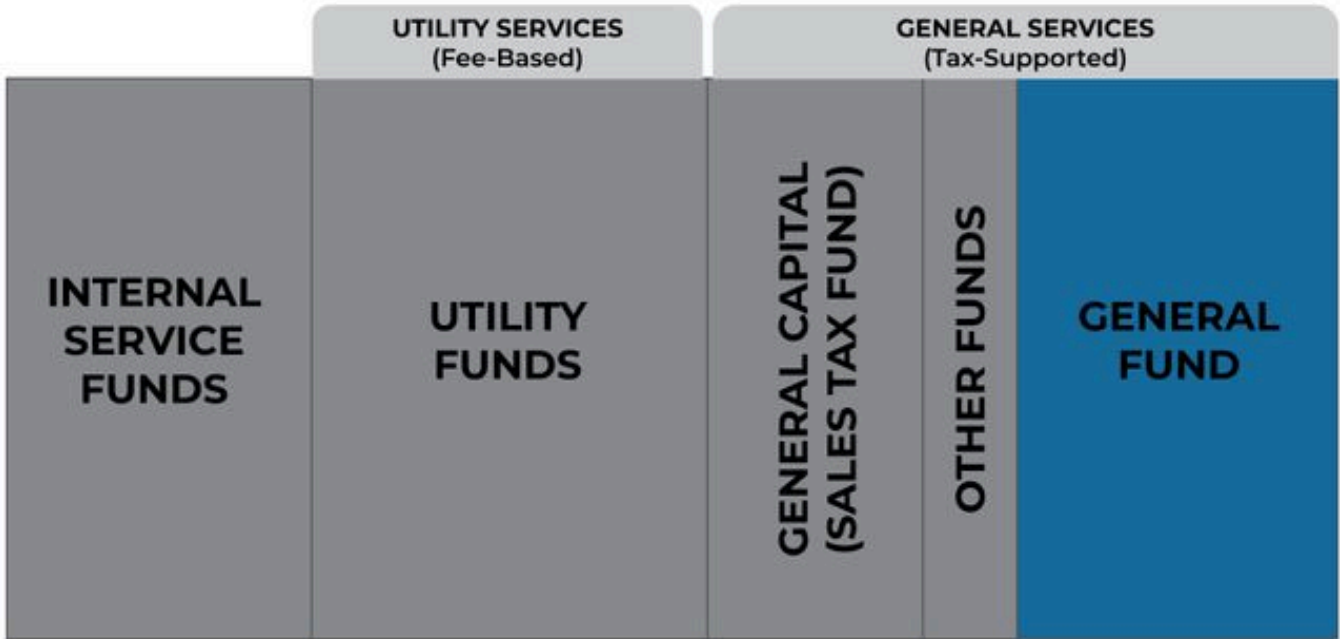 UTILITY SERVICES
(Fee-Based)
GENERAL SERVICES
(Tax-Supported)
INTERNAL
SERVICE
FUNDS
UTILITY
FUNDS
GENERAL CAPITAL
(SALES TAX FUND)
OTHER FUNDS
GENERAL
FUND